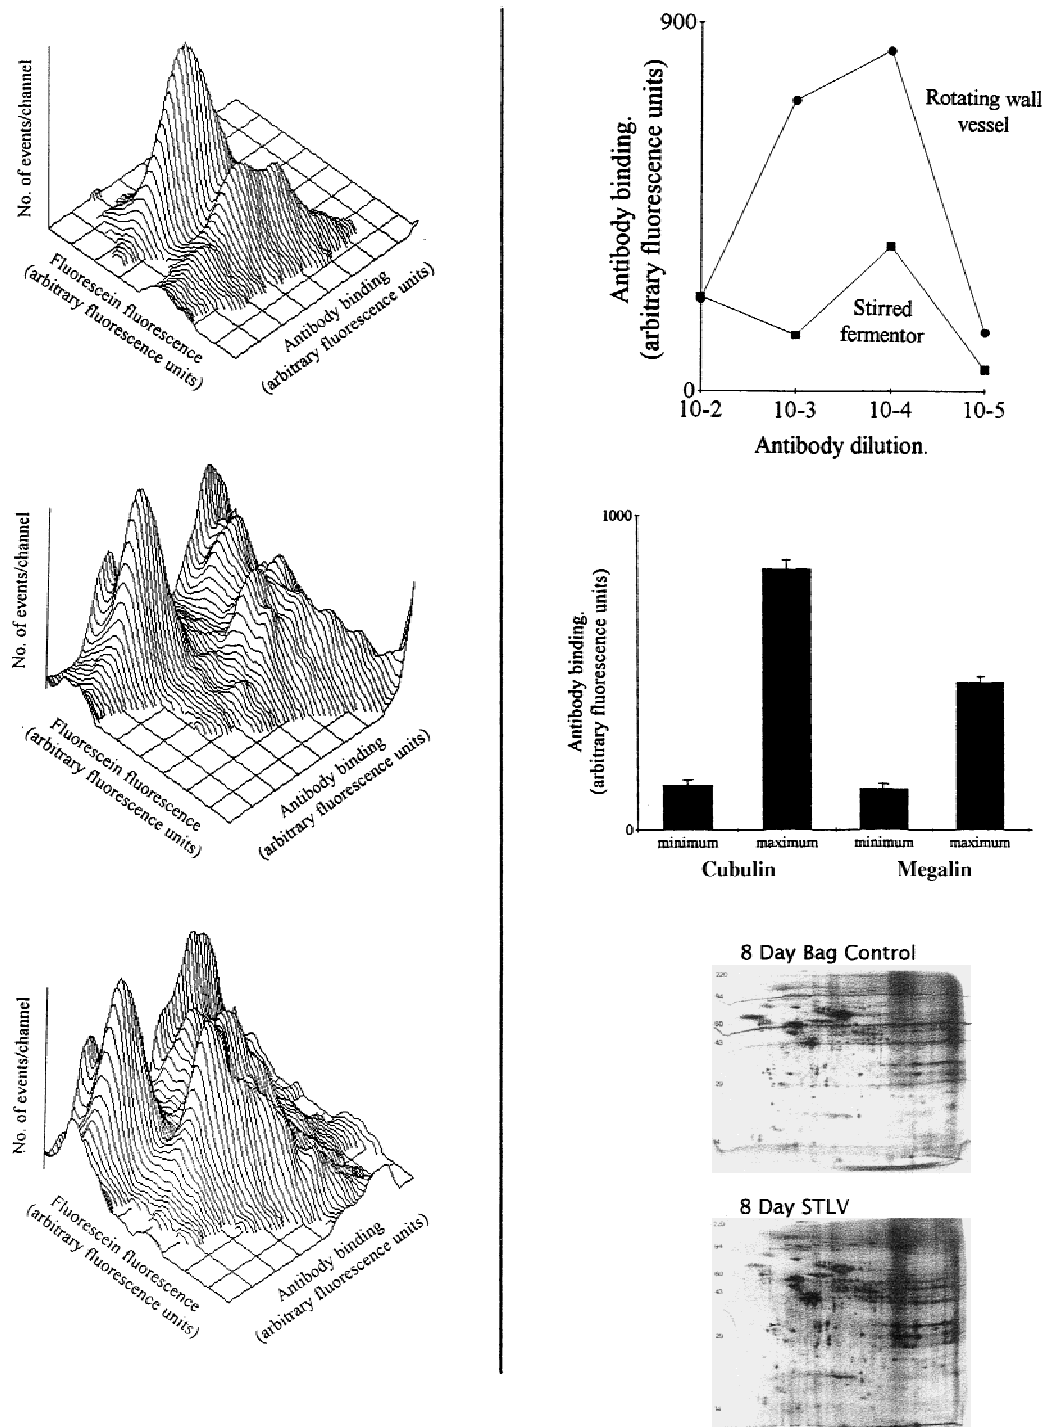 No. of events/channel
Fluorescein fluorescence
(arbitrary fluorescence units)
Antibody binding
(arbitrary fluorescence units)
No. of events/channel
Fluorescein fluorescence
(arbitrary fluorescence units)
Antibody binding
(arbitrary fluorescence units)
No. of events/channel
Fluorescein fluorescence
(arbitrary fluorescence units)
Antibody binding
(arbitrary fluorescence units)
900
Antibody binding.
(arbitrary fluorescence units)
Rotating wall
vessel
Stirred
fermentor
0
10-2 10-3 10-4 10-5
Antibody dilution.
1000
Antibody binding.
(arbitrary fluorescence units)
0
minimum maximum minimum maximum
Cubulin Megalin
8 Day Bag Control
8 Day STLV